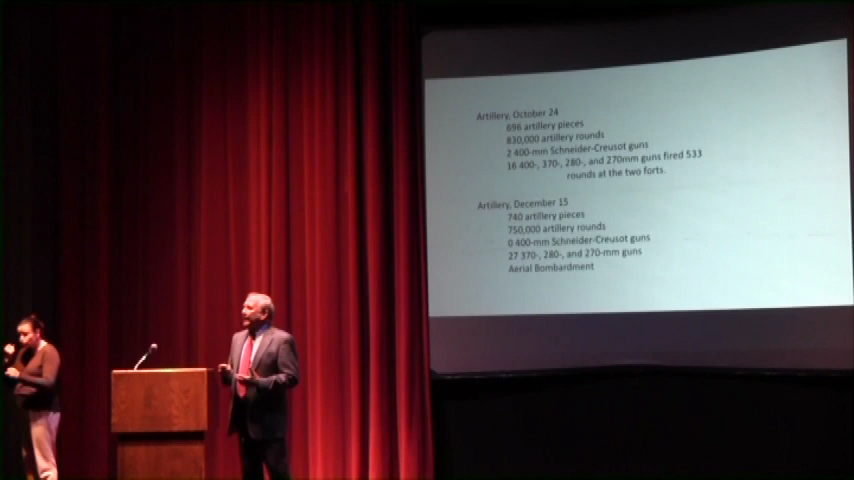 Artillery, October 24
696 artillery pieces
830,000 artillery rounds
2 400-mm Schneider-Creusot guns
16 400-, 370-, 280-, and 270mm guns fired 533
rounds at the two forts.
Artillery, December 15
740 artillery pieces
750,000 artillery rounds
0 400-mm Schneider-Creusot guns
27 370-, 280-, and 270-mm guns
Aerial Bombardment